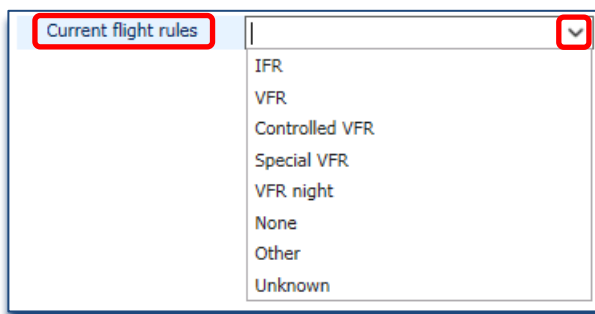 Current flight rules
IFR
VFR
Controlled VFR
Special VFR
VFR night
None
Other
Unknown